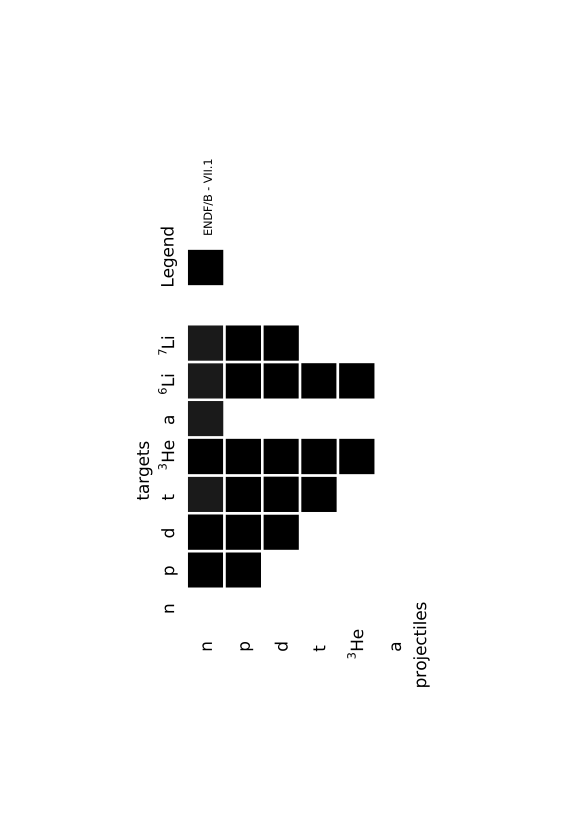 targets
n p d t ³He a ⁶Li ⁷Li Legend
n ENDF/B - VII.1
p
d
t
³He
a
projectiles